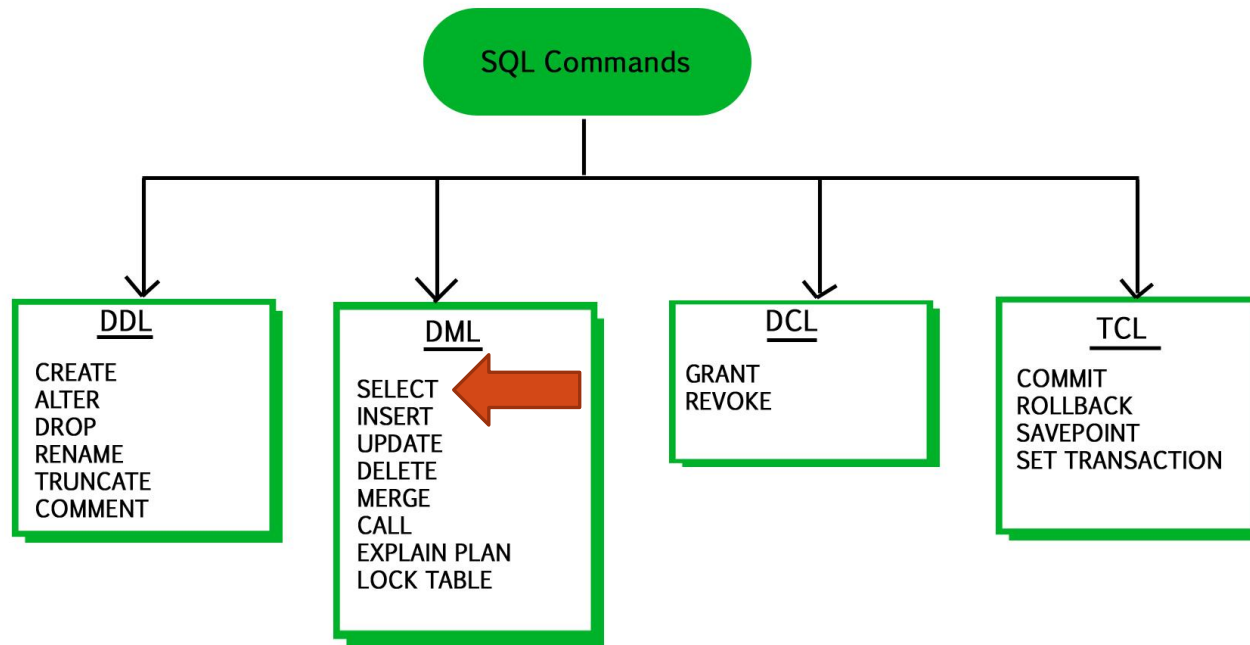 SQL Commands
DDL
CREATE
ALTER
DROP
RENAME
TRUNCATE
COMMENT
DML
SELECT
INSERT
UPDATE
DELETE
MERGE
CALL
EXPLAIN PLAN
LOCK TABLE
DCL
GRANT
REVOKE
TCL
COMMIT
ROLLBACK
SAVEPOINT
SET TRANSACTION